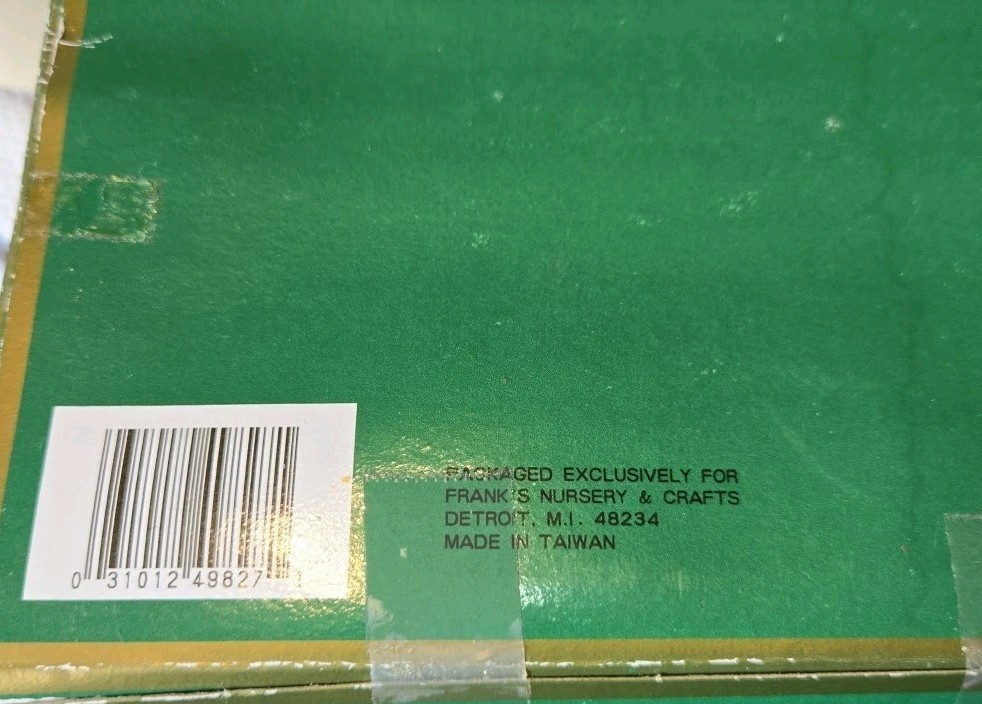 PACKAGED EXCLUSIVELY FOR
FRANK'S NURSERY & CRAFTS
DETROIT, M.I. 48234
MADE IN TAIWAN
0 31012 49827